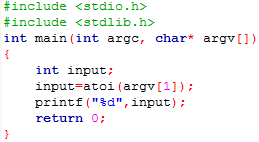 #include <stdio.h>
#include <stdlib.h>
int main(int argc, char* argv[])
{
    int input;
    input=atoi(argv[1]);
    printf("%d",input);
    return 0;
}